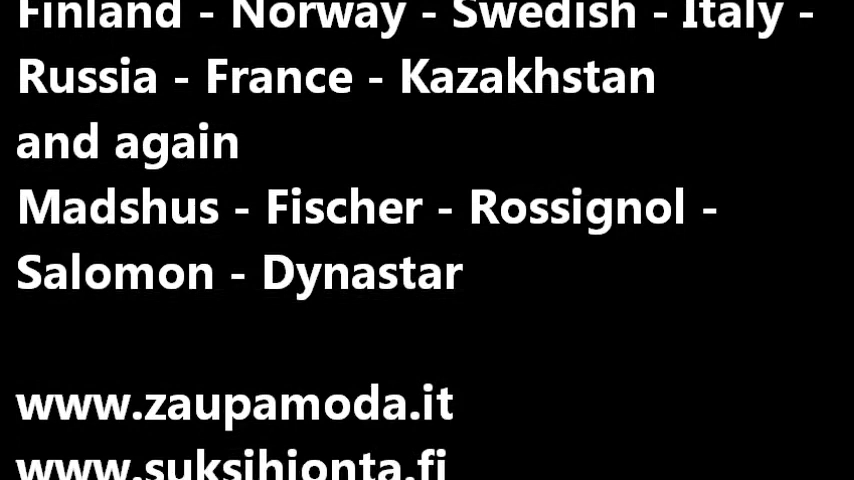 Finland - Norway - Swedish - Italy -
Russia - France - Kazakhstan
and again
Madshus - Fischer - Rossignol -
Salomon - Dynastar
www.zaupamoda.it
www.suksihionta.fi